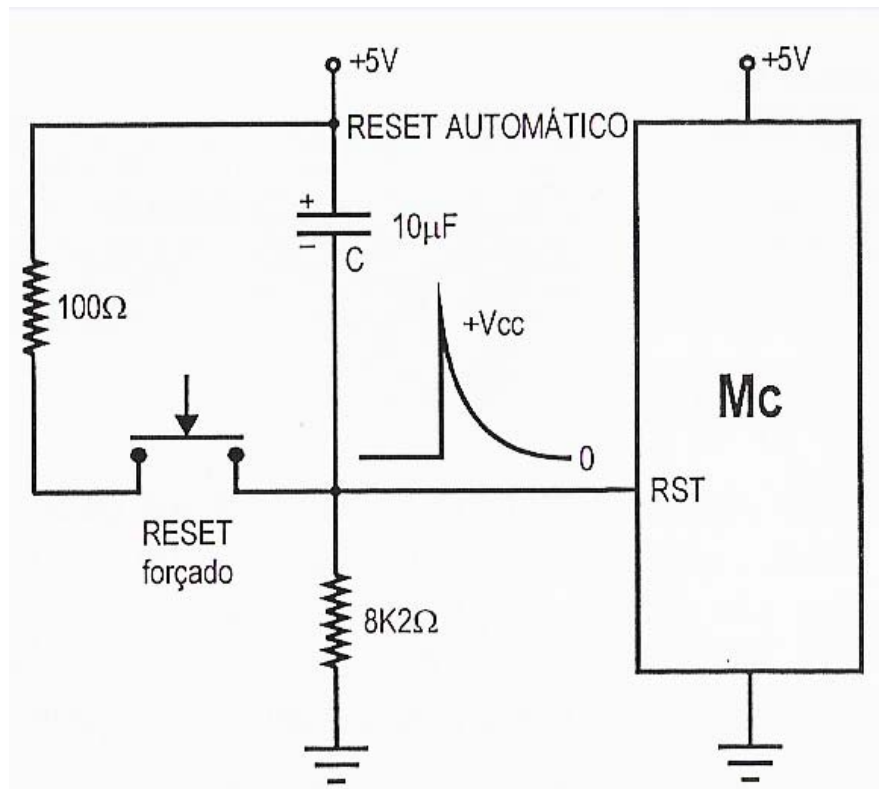 +5V
+5V
RESET AUTOMÁTICO
+
10µF
–
C
100Ω
+Vcc
Mc
0
RST
RESET
forçado
8K2Ω